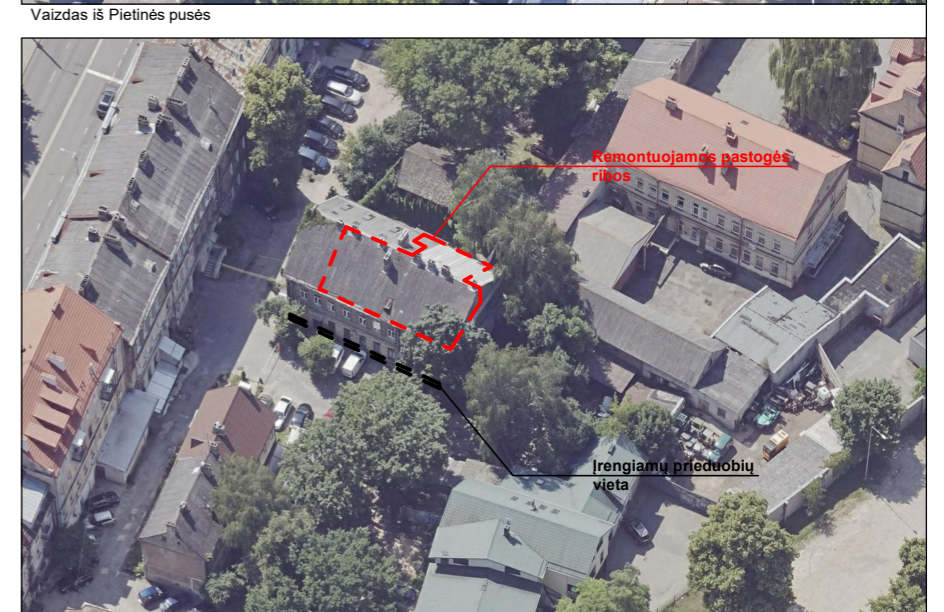 Vaizdas iš Pietinės pusės
Remontuojamos pastogės
ribos
Įrengiamų prieduobių
vieta